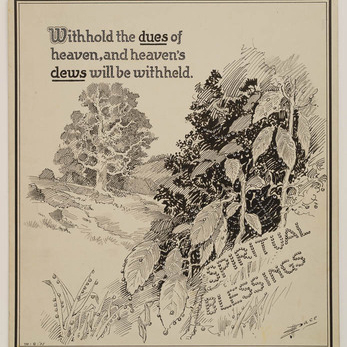 Withhold the dues of
heaven, and heaven's
dews will be withheld.
SPIRITUAL
BLESSINGS